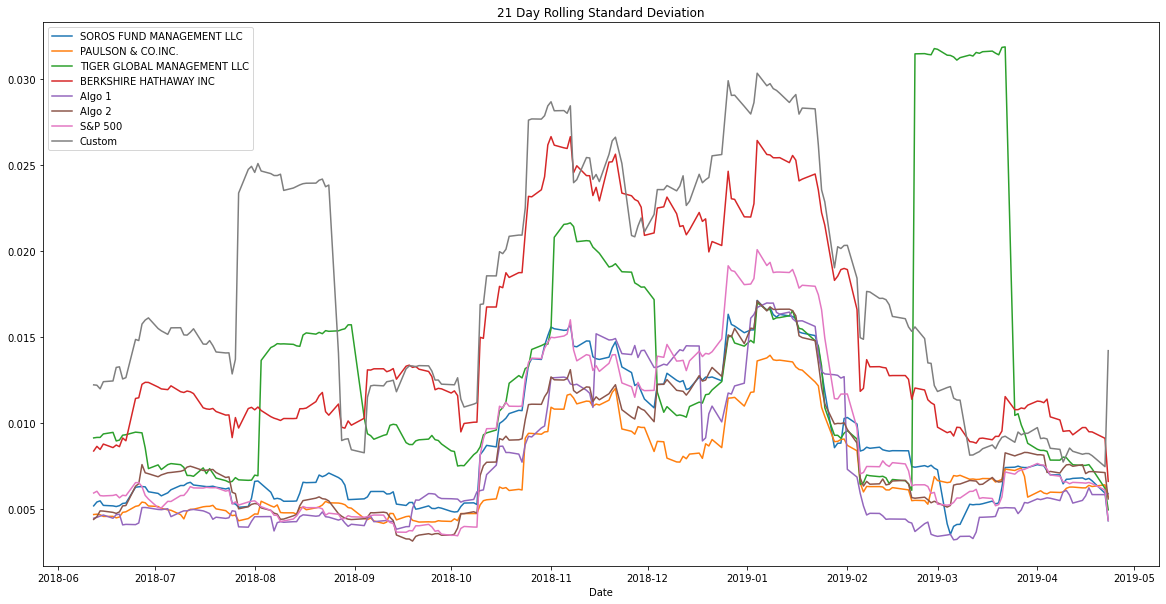 21 Day Rolling Standard Deviation
SOROS FUND MANAGEMENT LLC
PAULSON & CO.INC.
TIGER GLOBAL MANAGEMENT LLC
BERKSHIRE HATHAWAY INC
Algo 1
Algo 2
S&P 500
Custom
0.030
0.025
0.020
0.015
0.010
0.005
2018-06 2018-07 2018-08 2018-09 2018-10 2018-11 2018-12 2019-01 2019-02 2019-03 2019-04 2019-05
Date